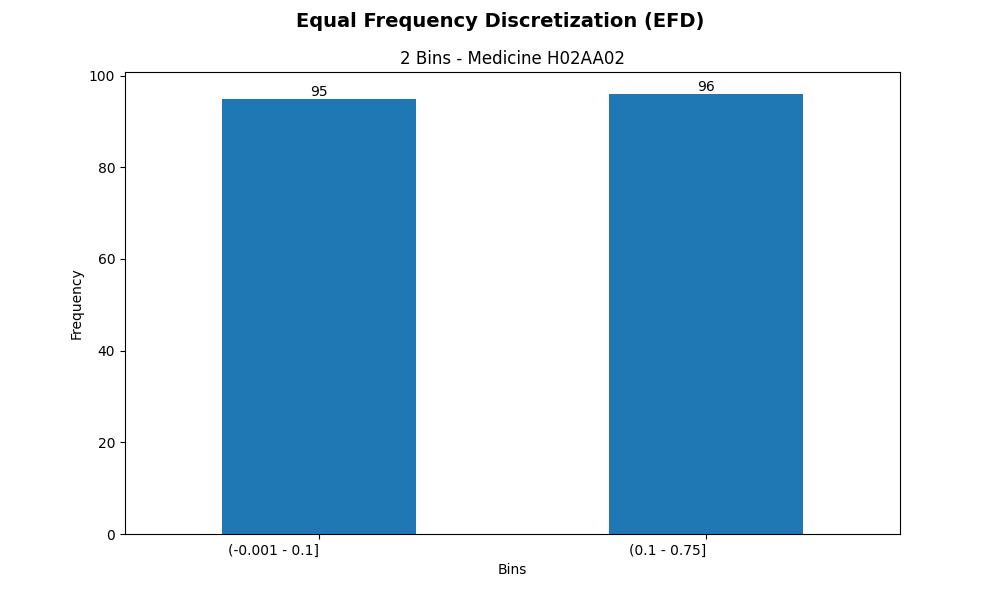 Equal Frequency Discretization (EFD)
2 Bins - Medicine H02AA02
100
80
60
40
20
0
Frequency
95
96
(-0.001 - 0.1]
(0.1 - 0.75]
Bins